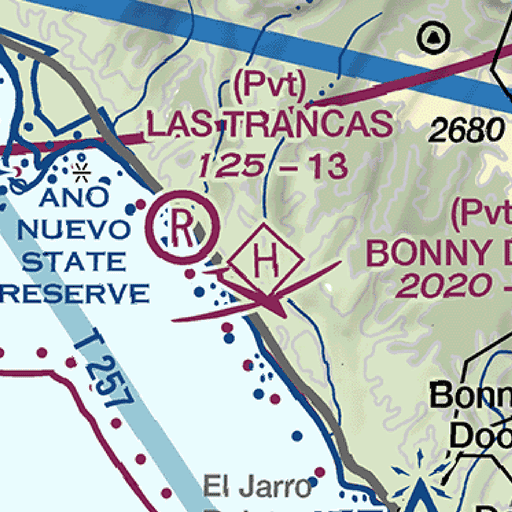 (Pvt)
LAS TRANCAS
125 – 13
2680
R
ANO
NUEVO
STATE
RESERVE
H
(Pvt
BONNY D
2020 –
T 257
Bonn
Doo
El Jarro